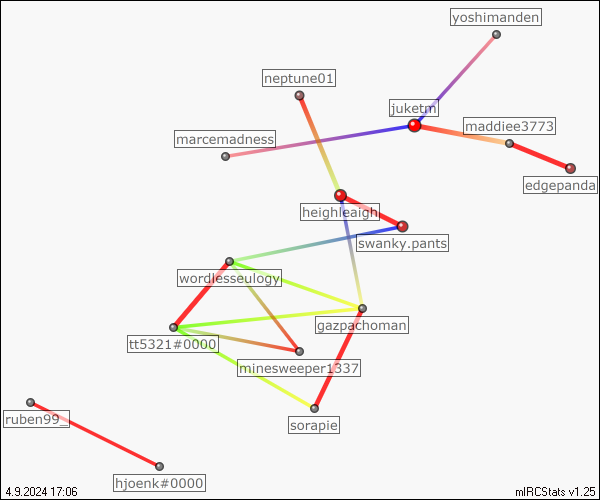 yoshimanden
neptune01
juketm
maddiee3773
marcemadness
edgepanda
heighleaigh
swanky.pants
wordlesseulogy
gazpachoman
tt5321#0000
minesweeper1337
ruben99_
sorapie
hjoenk#0000
4.9.2024 17:06
mIRCStats v1.25